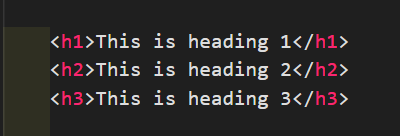 <h1>This is heading 1</h1>
<h2>This is heading 2</h2>
<h3>This is heading 3</h3>